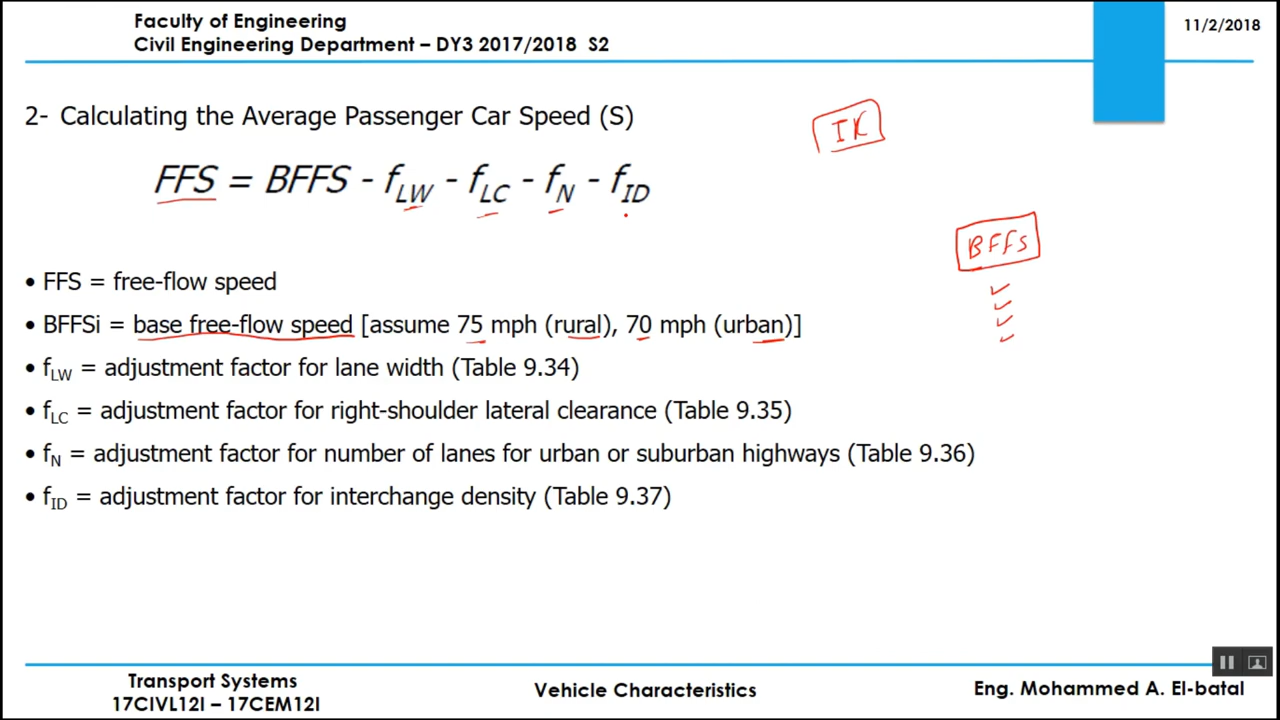 Faculty of Engineering
Civil Engineering Department – DY3 2017/2018 S2
11/2/2018
2- Calculating the Average Passenger Car Speed (S)
IK
FFS = BFFS - fLW - fLC - fN - fID
BFFS
• FFS = free-flow speed
• BFFSi = base free-flow speed [assume 75 mph (rural), 70 mph (urban)]
• fLW = adjustment factor for lane width (Table 9.34)
• fLC = adjustment factor for right-shoulder lateral clearance (Table 9.35)
• fN = adjustment factor for number of lanes for urban or suburban highways (Table 9.36)
• fID = adjustment factor for interchange density (Table 9.37)
Transport Systems
17CIVL12I – 17CEM12I
Vehicle Characteristics
Eng. Mohammed A. El-batal